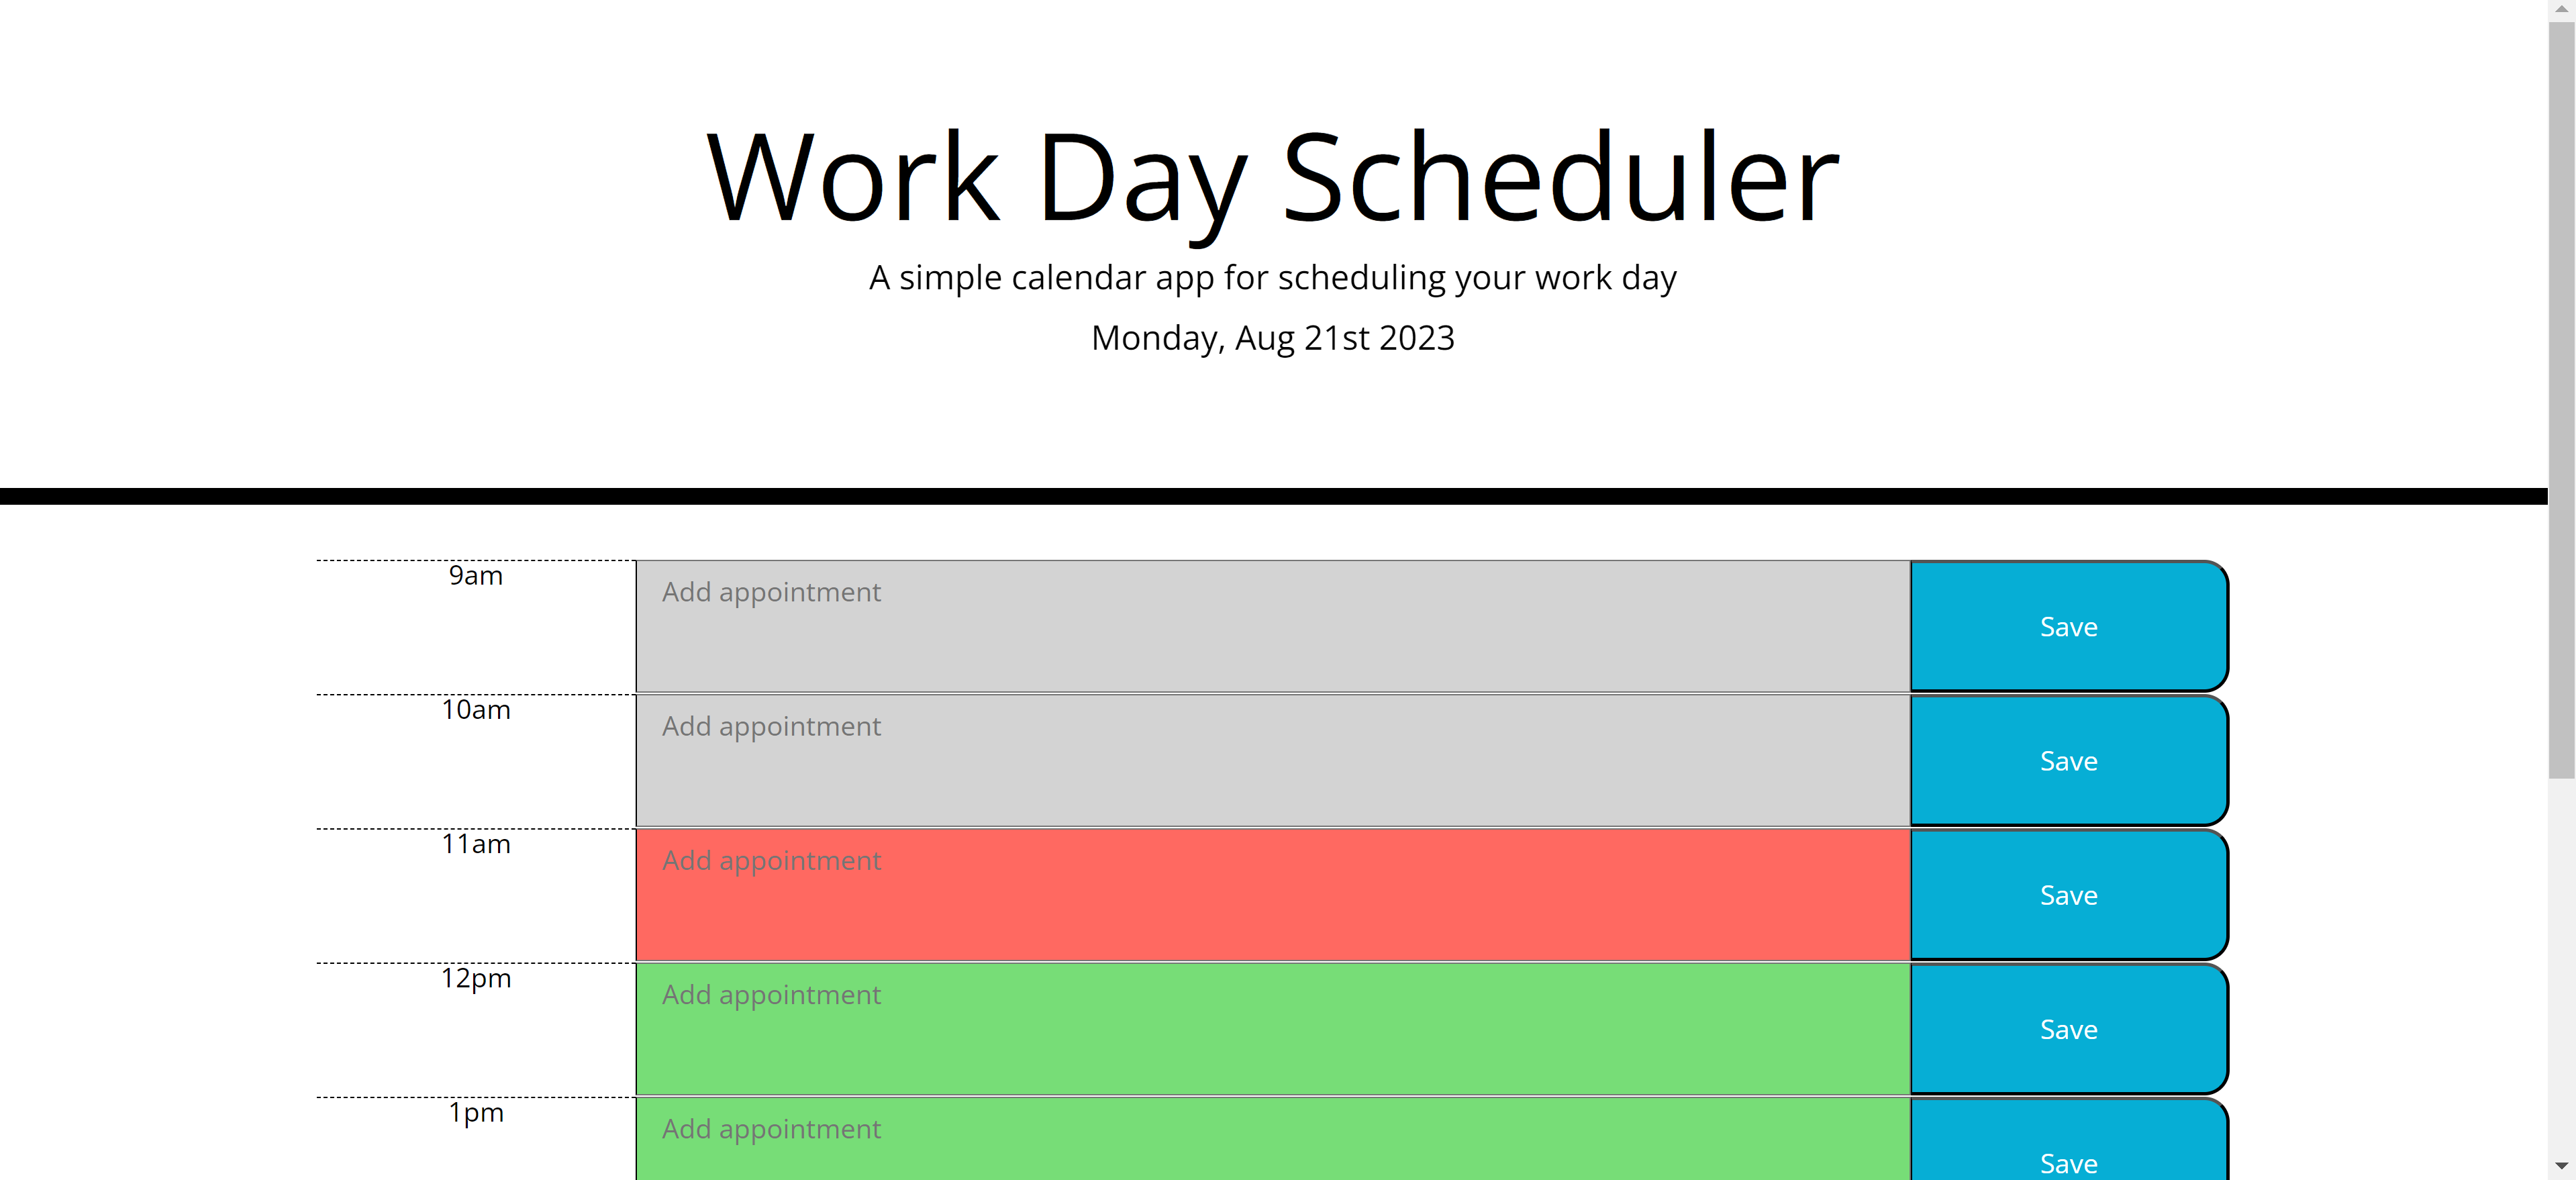 Work Day Scheduler
A simple calendar app for scheduling your work day
Monday, Aug 21st 2023
9am Add appointment Save
10am Add appointment Save
11am Add appointment Save
12pm Add appointment Save
1pm Add appointment Save